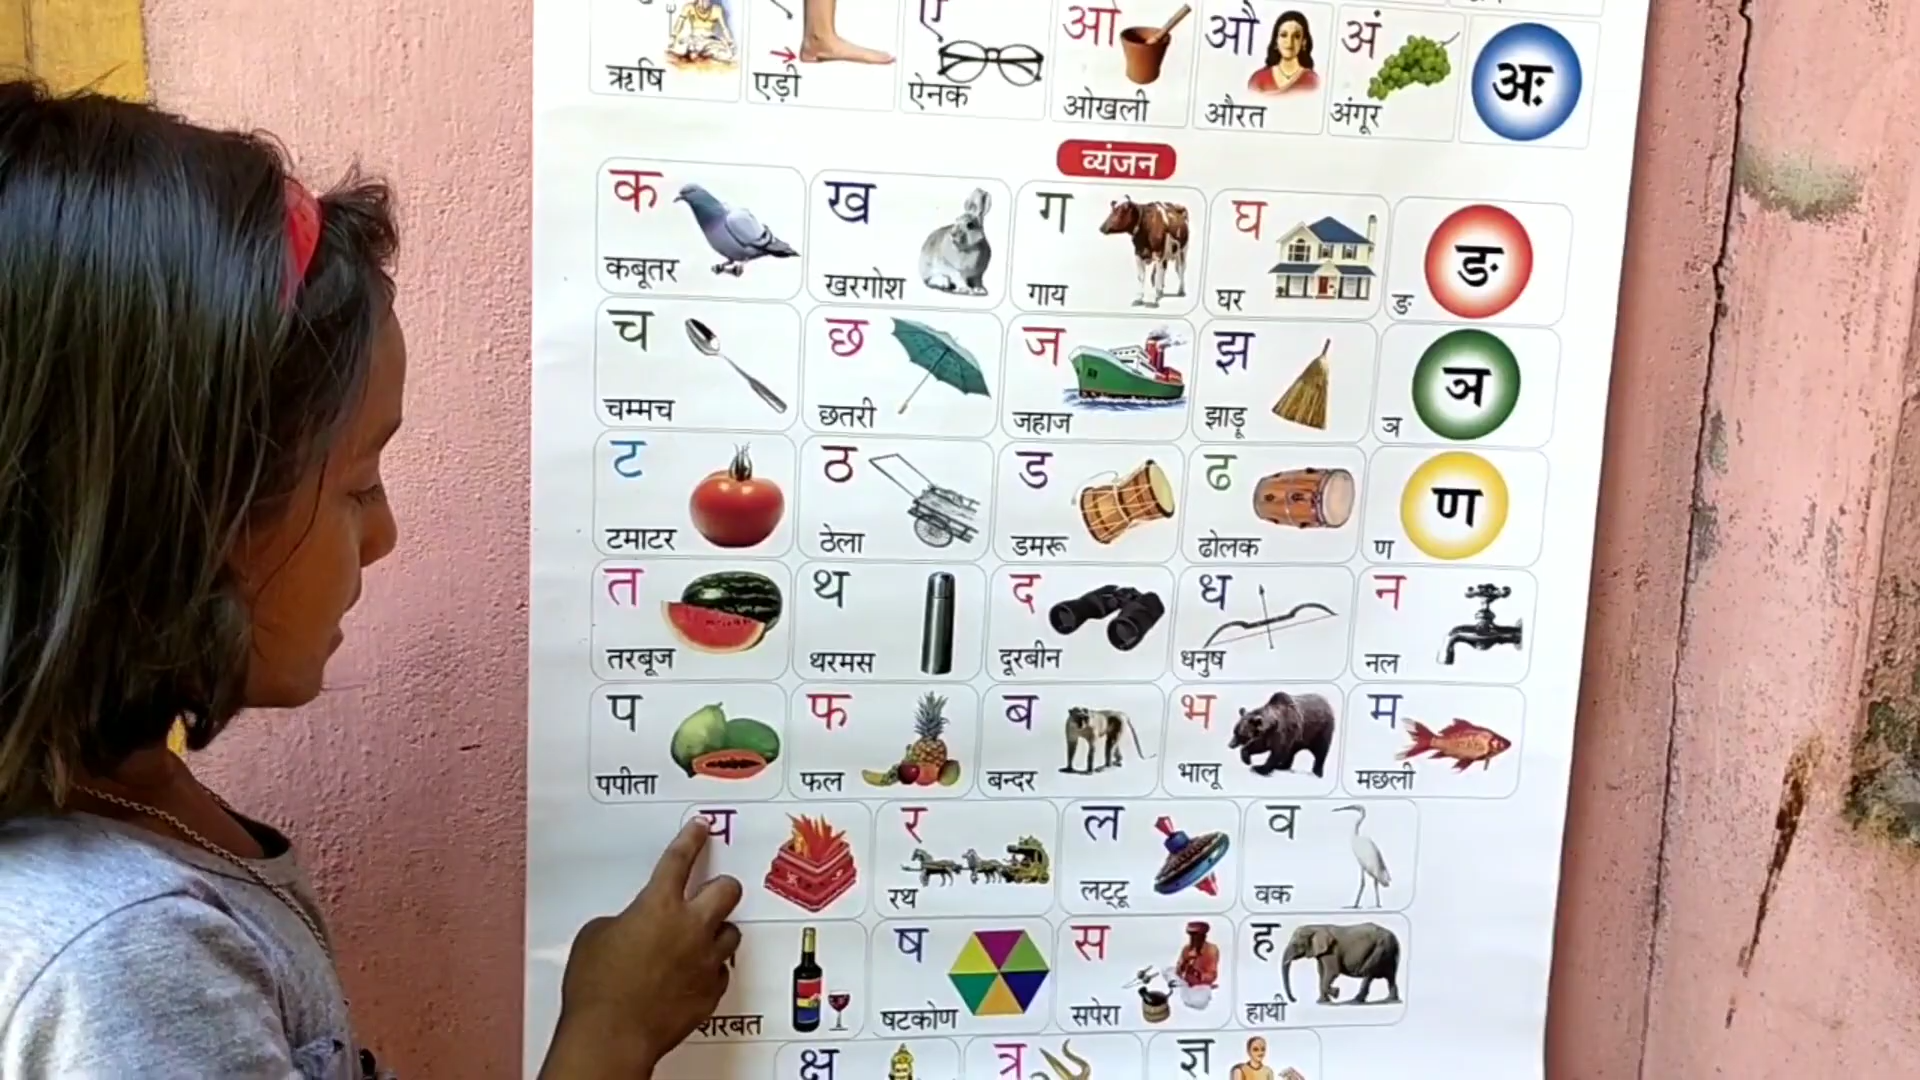 ऋषि एड़ी ऐनक ओ ओखली औ औरत अं अंगूर अः
व्यंजन
क कबूतर ख खरगोश ग गाय घ घर ङ ङ
च चम्मच छ छतरी ज जहाज झ झाड़ू ञ ञ
ट टमाटर ठ ठेला ड डमरू ढ ढोलक ण ण
त तरबूज थ थरमस द दूरबीन ध धनुष न नल
प पपीता फ फल ब बन्दर भ भालू म मछली
य र रथ ल लट्टू व वक
शरबत ष षटकोण स सपेरा ह हाथी
क्ष त्र ज्ञ